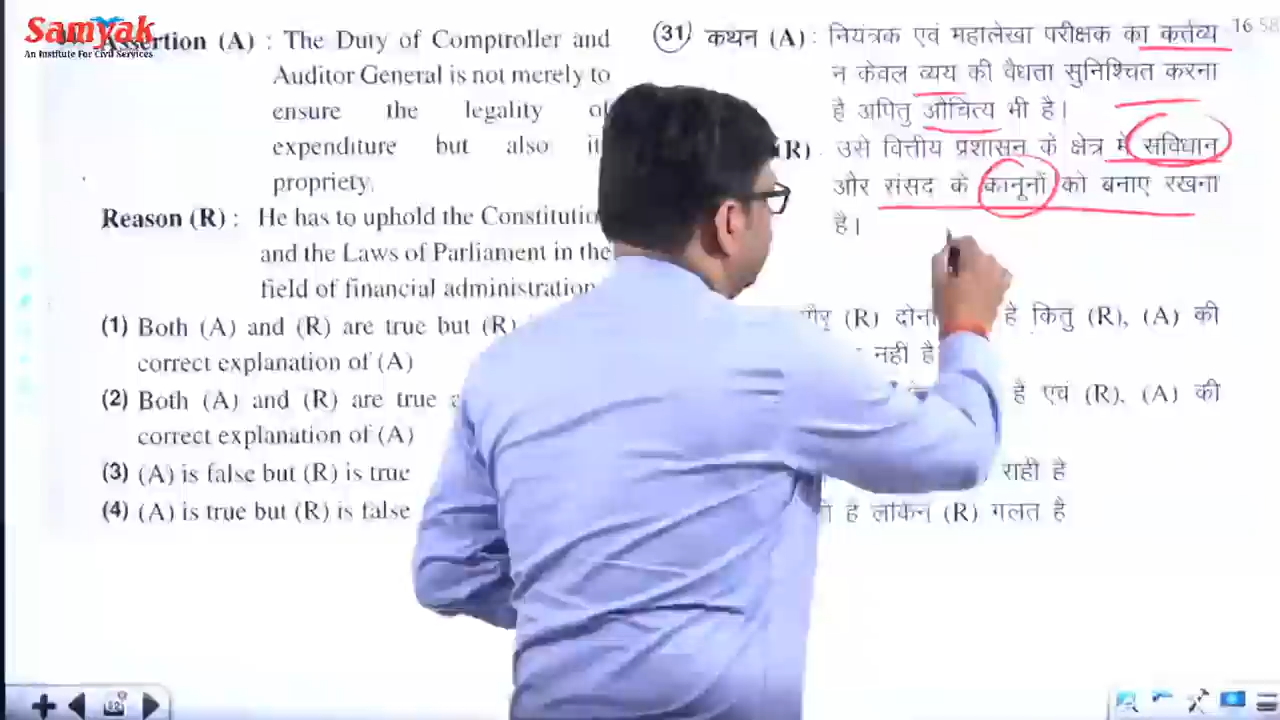 Samyak
An Institute For Civil Services
Assertion (A) : The Duty of Comptroller and
Auditor General is not merely to
ensure the legality of
expenditure but also it
propriety.
Reason (R) : He has to uphold the Constitutio
and the Laws of Parliament in the
field of financial administration
(1) Both (A) and (R) are true but (R)
correct explanation of (A)
(2) Both (A) and (R) are true
correct explanation of (A)
(3) (A) is false but (R) is true
(4) (A) is true but (R) is false
16 58
(31) कथन (A) : नियंत्रक एवं महालेखा परीक्षक का कर्त्तव्य
न केवल व्यय की वैधता सुनिश्चित करना
है अपितु औचित्य भी है।
R) उसे वित्तीय प्रशासन के क्षेत्र में संविधान
और संसद के कानूनों को बनाए रखना
है।
(R) दोनों है किंतु (R), (A) की
नहीं है
है एवं (R), (A) की
राही है
है लेकिन (R) गलत है